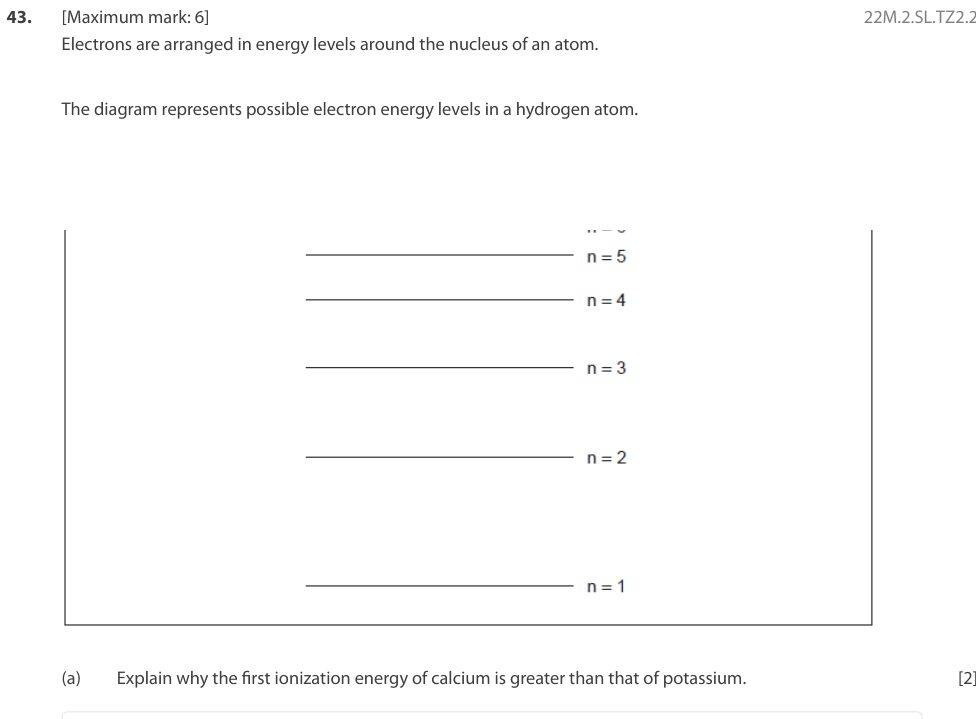 43. [Maximum mark: 6] 22M.2.SL.TZ2.2
Electrons are arranged in energy levels around the nucleus of an atom.
The diagram represents possible electron energy levels in a hydrogen atom.
n = 5
n = 4
n = 3
n = 2
n = 1
(a) Explain why the first ionization energy of calcium is greater than that of potassium. [2]